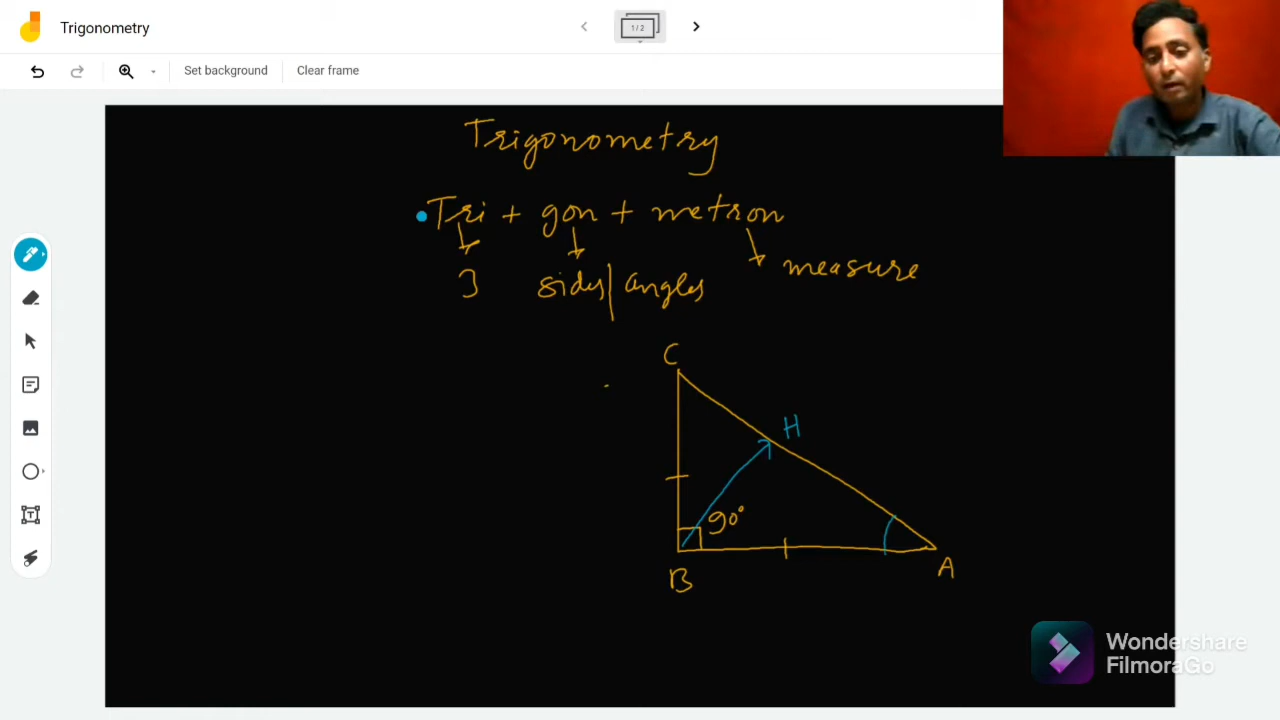 Trigonometry
1 / 2
Set background
Clear frame
Trigonometry
Tri + gon + metron
3 sides/angles measure
C
H
90°
B
A
Wondershare
FilmoraGo